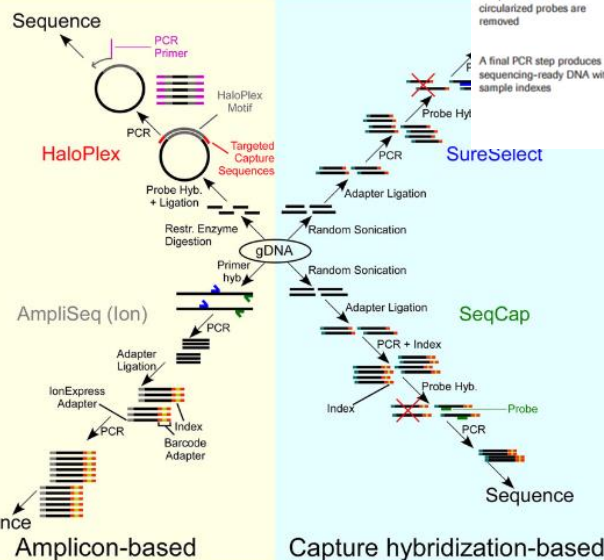 circularized probes are
removed
A final PCR step produces
sequencing-ready DNA wit
sample indexes
Sequence
PCR
Primer
HaloPlex
Motif
PCR
HaloPlex
Targeted
Capture
Sequences
Probe Hyb.
+ Ligation
Restr. Enzyme
Digestion
gDNA
Probe Hyb
PCR
SureSelect
Adapter Ligation
Random Sonication
Primer
hyb
AmpliSeq (Ion)
PCR
Adapter
Ligation
IonExpress
Adapter
Index
Barcode
Adapter
PCR
nce
Amplicon-based
Random Sonication
Adapter Ligation
SeqCap
PCR + Index
Probe Hyb.
Index
Probe
PCR
Sequence
Capture hybridization-based